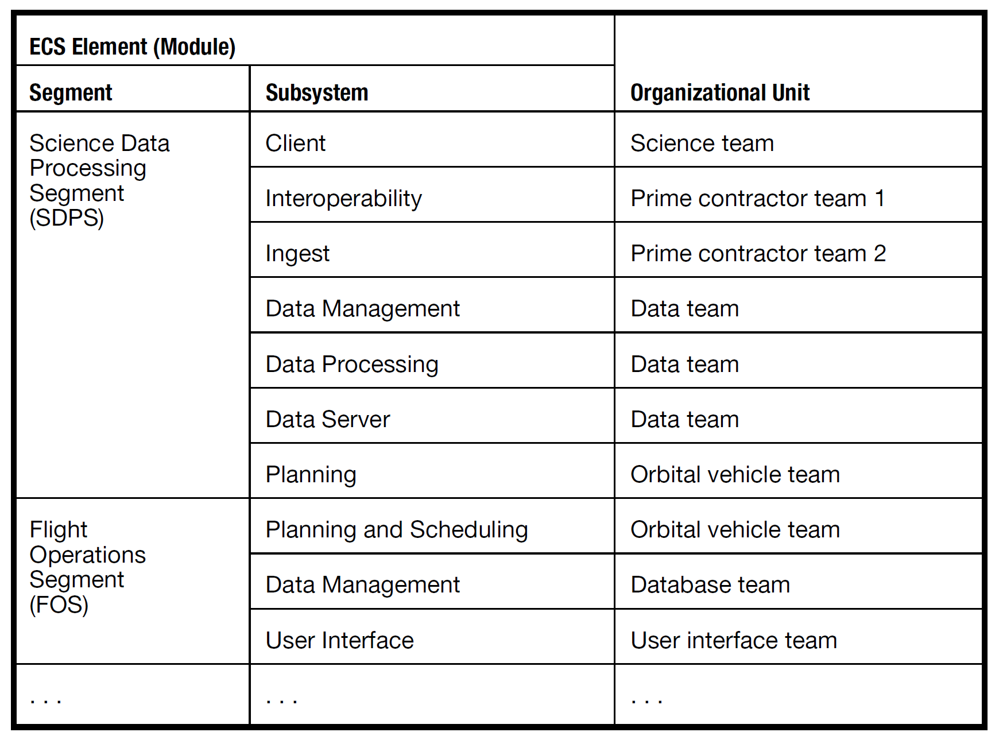 ECS Element (Module)
Segment
Subsystem
Organizational Unit
Science Data
Processing
Segment
(SDPS)
Client
Science team
Interoperability
Prime contractor team 1
Ingest
Prime contractor team 2
Data Management
Data team
Data Processing
Data team
Data Server
Data team
Planning
Orbital vehicle team
Flight
Operations
Segment
(FOS)
Planning and Scheduling
Orbital vehicle team
Data Management
Database team
User Interface
User interface team
. . .
. . .
. . .